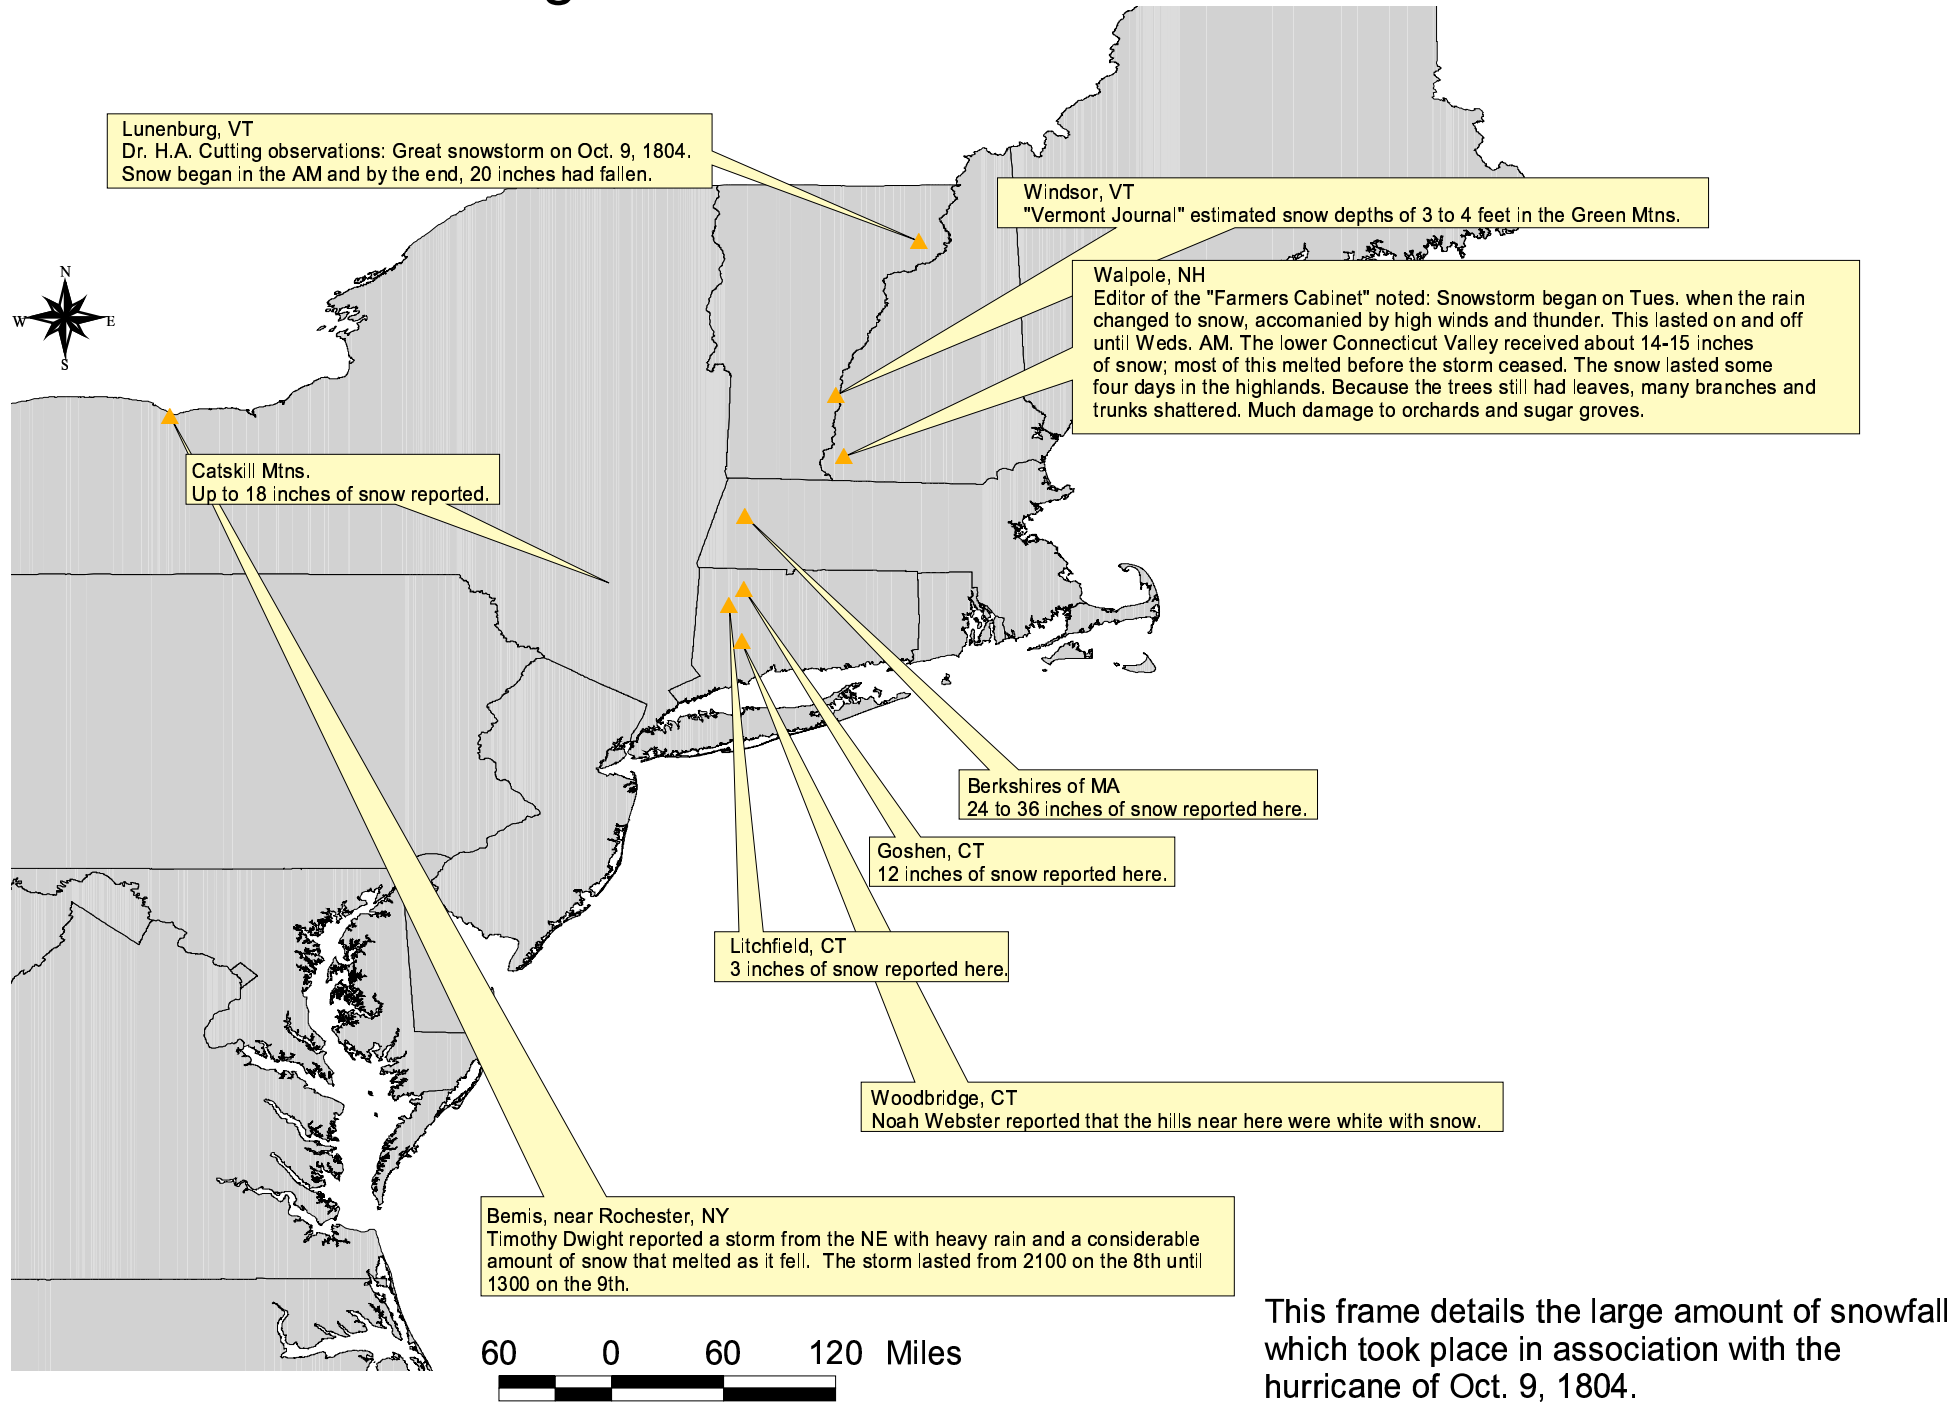 g
Lunenburg, VT
Dr. H.A. Cutting observations: Great snowstorm on Oct. 9, 1804.
Snow began in the AM and by the end, 20 inches had fallen.
Windsor, VT
"Vermont Journal" estimated snow depths of 3 to 4 feet in the Green Mtns.
Walpole, NH
Editor of the "Farmers Cabinet" noted: Snowstorm began on Tues. when the rain
changed to snow, accomanied by high winds and thunder. This lasted on and off
until Weds. AM. The lower Connecticut Valley received about 14-15 inches
of snow; most of this melted before the storm ceased. The snow lasted some
four days in the highlands. Because the trees still had leaves, many branches and
trunks shattered. Much damage to orchards and sugar groves.
N
W
E
S
Catskill Mtns.
Up to 18 inches of snow reported.
Berkshires of MA
24 to 36 inches of snow reported here.
Goshen, CT
12 inches of snow reported here.
Litchfield, CT
3 inches of snow reported here.
Woodbridge, CT
Noah Webster reported that the hills near here were white with snow.
Bemis, near Rochester, NY
Timothy Dwight reported a storm from the NE with heavy rain and a considerable
amount of snow that melted as it fell.  The storm lasted from 2100 on the 8th until
1300 on the 9th.
60 0 60 120 Miles
This frame details the large amount of snowfall
which took place in association with the
hurricane of Oct. 9, 1804.